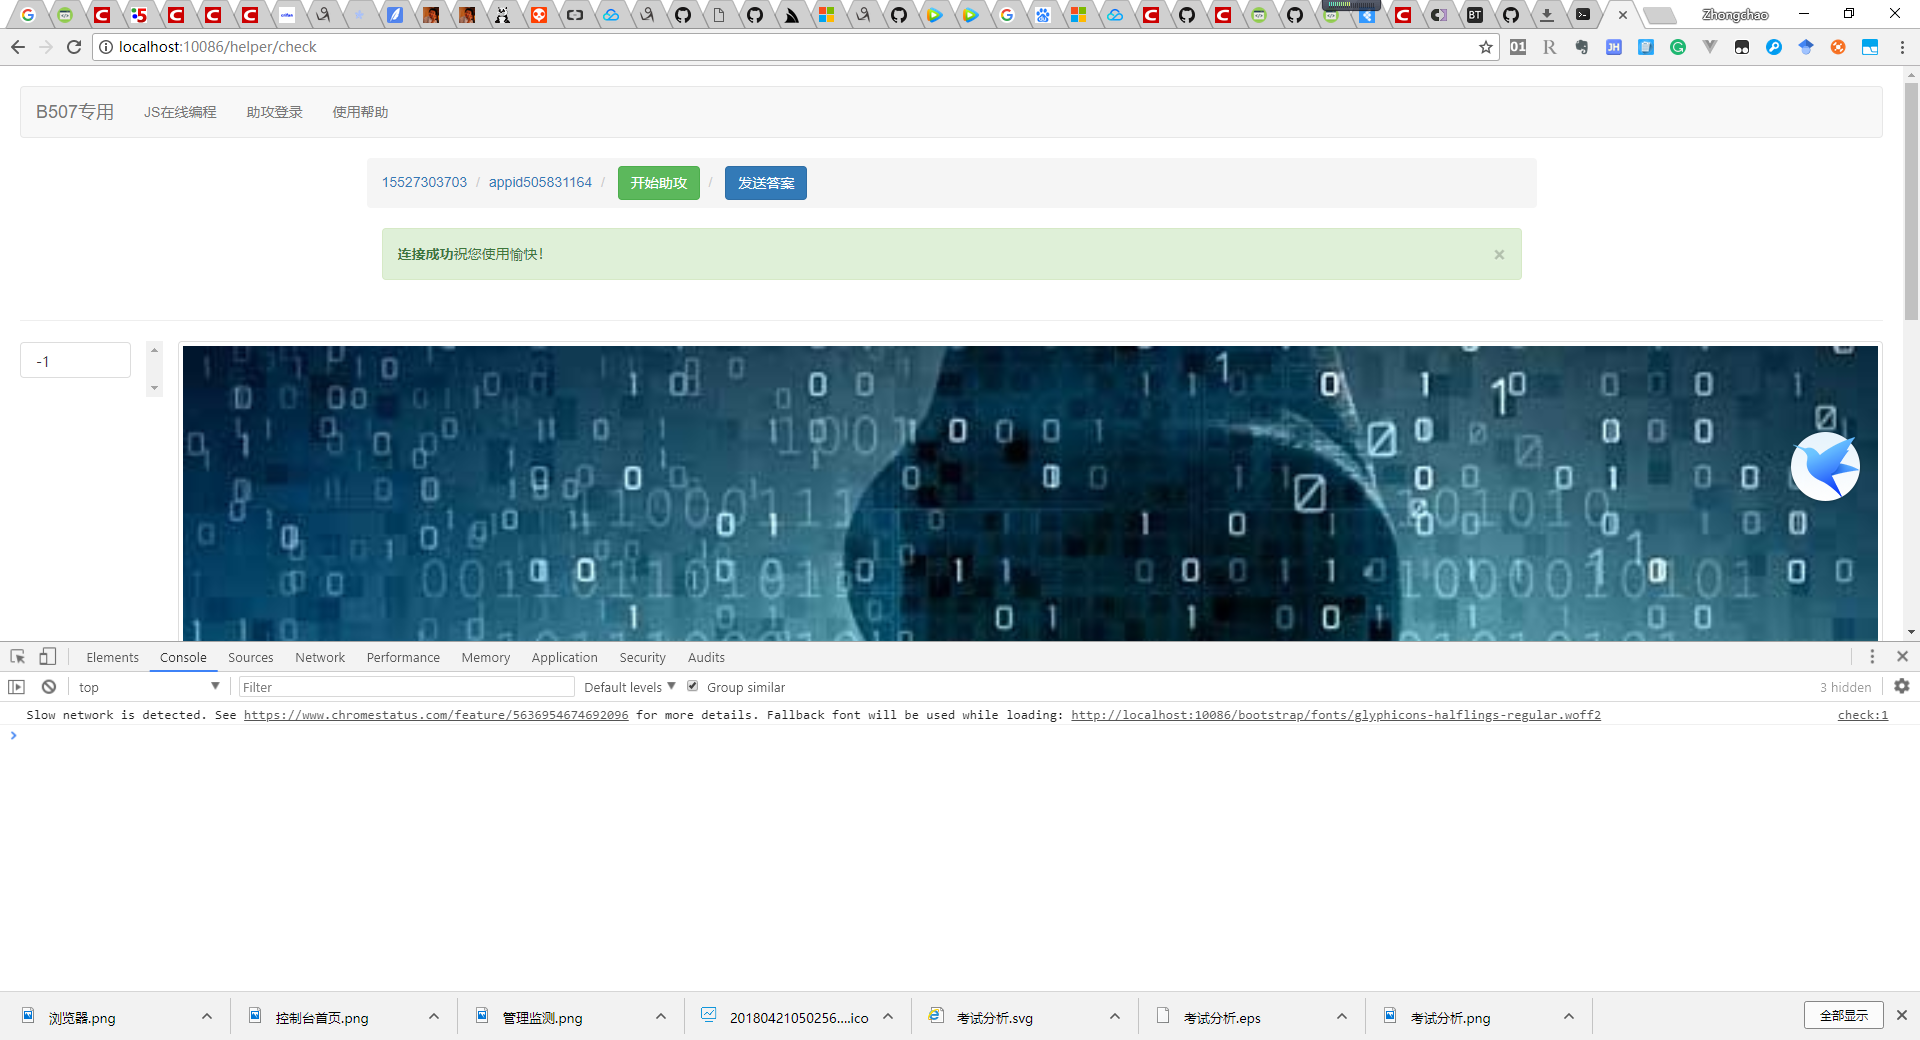 Zhongchao
localhost:10086/helper/check
B507专用 JS在线编程 助攻登录 使用帮助
15527303703 / appid505831164 / 开始助攻 / 发送答案
连接成功祝您使用愉快! ×
-1
Elements Console Sources Network Performance Memory Application Security Audits
top Filter Default levels Group similar 3 hidden
Slow network is detected. See https://www.chromestatus.com/feature/5636954674692096 for more details. Fallback font will be used while loading: http://localhost:10086/bootstrap/fonts/glyphicons-halflings-regular.woff2 check:1
浏览器.png 控制台首页.png 管理监测.png 20180421050256....ico 考试分析.svg 考试分析.eps 考试分析.png 全部显示